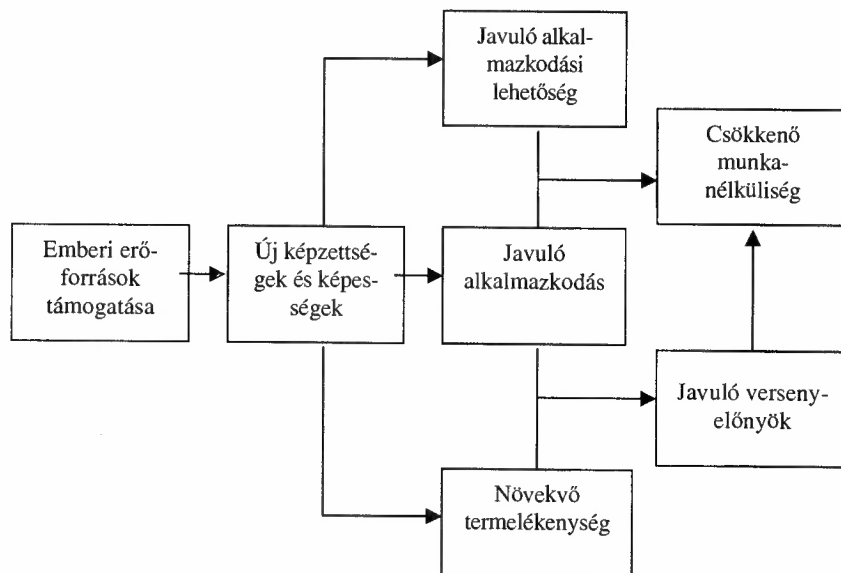 Javuló alkal-
mazkodási
lehetőség
Csökkenő
munka-
nélküliség
Emberi erő-
források
támogatása
Új képzettsé-
gek és képes-
ségek
Javuló
alkalmazkodás
Javuló verseny-
előnyök
Növekvő
termelékenység